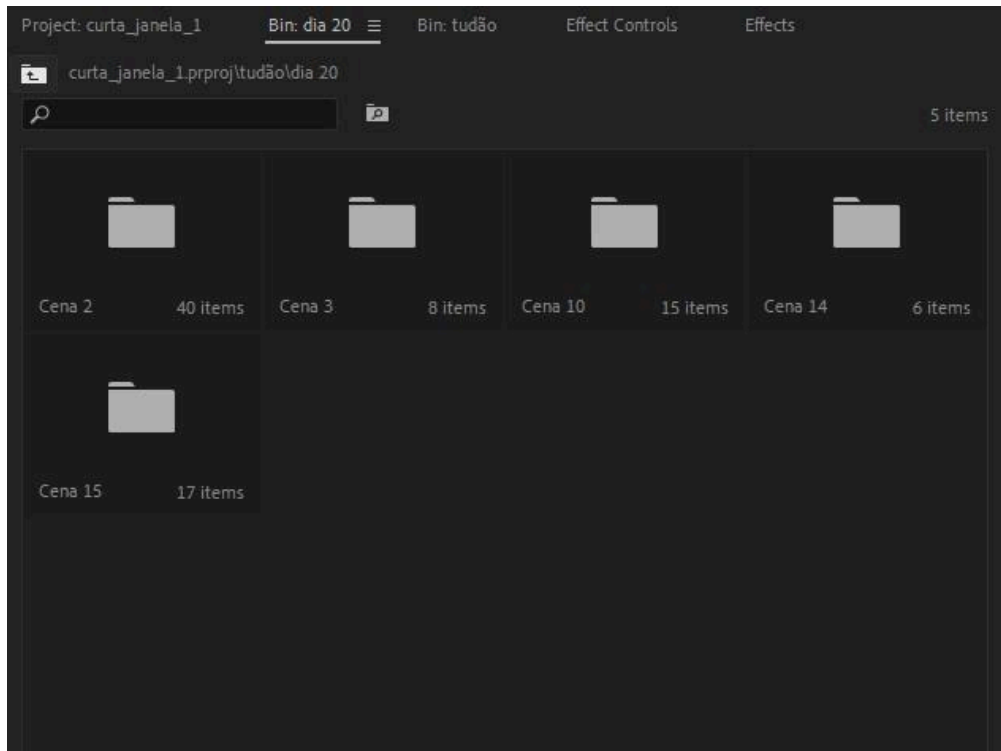 Project: curta_janela_1 Bin: dia 20 Bin: tudão Effect Controls Effects
curta_janela_1.prproj\tudão\dia 20
5 items
Cena 2 40 items Cena 3 8 items Cena 10 15 items Cena 14 6 items
Cena 15 17 items